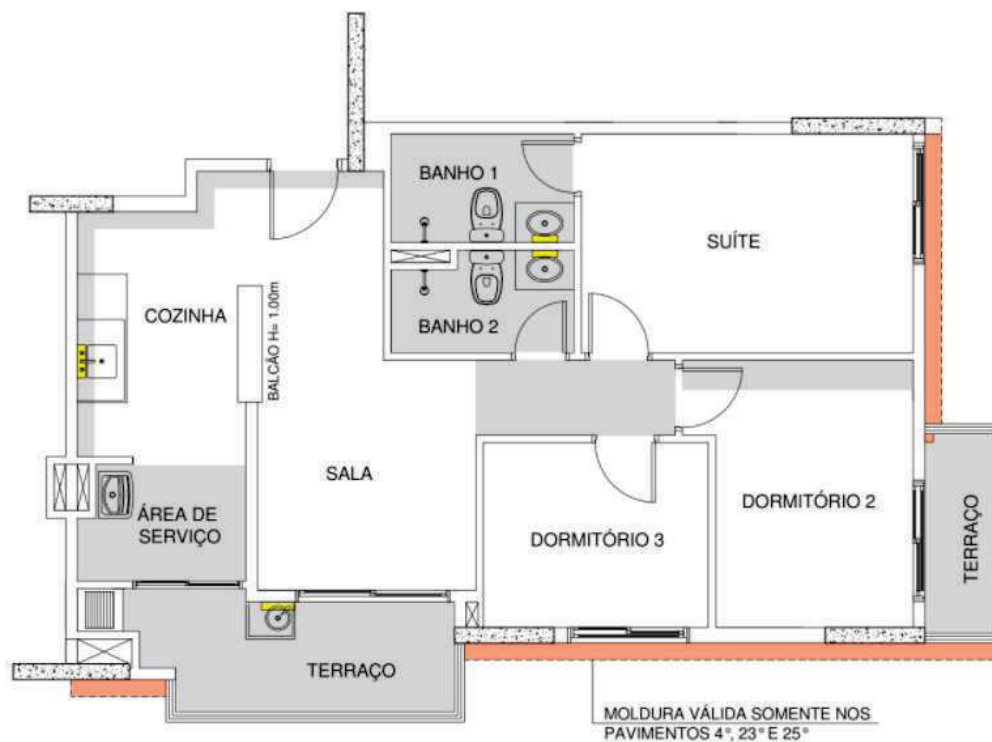 BANHO 1
SUÍTE
COZINHA
BALCÃO H= 1.00m
BANHO 2
SALA
DORMITÓRIO 2
ÁREA DE
SERVIÇO
DORMITÓRIO 3
TERRAÇO
TERRAÇO
MOLDURA VÁLIDA SOMENTE NOS
PAVIMENTOS 4°, 23° E 25°